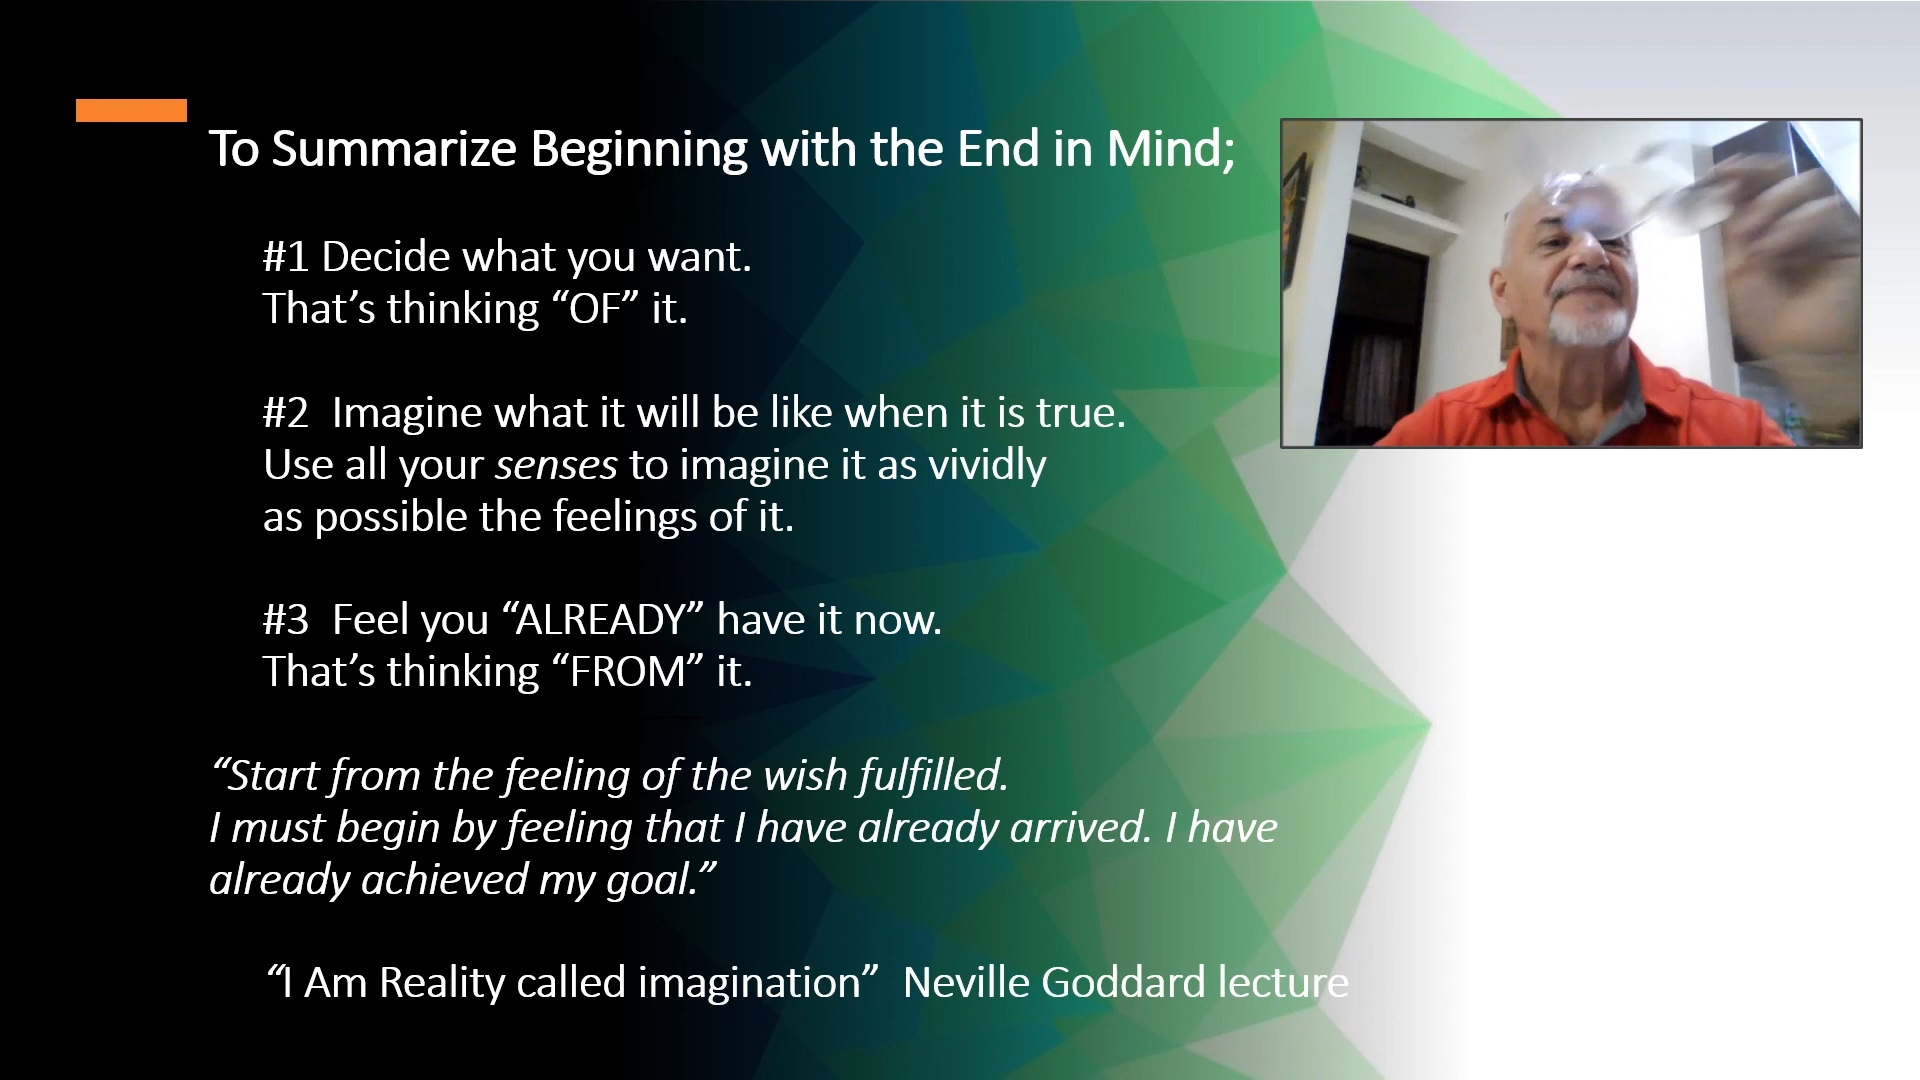 To Summarize Beginning with the End in Mind;
#1 Decide what you want.
That’s thinking “OF” it.
#2  Imagine what it will be like when it is true.
Use all your senses to imagine it as vividly
as possible the feelings of it.
#3  Feel you “ALREADY” have it now.
That’s thinking “FROM” it.
“Start from the feeling of the wish fulfilled.
I must begin by feeling that I have already arrived. I have
already achieved my goal.”
“I Am Reality called imagination”  Neville Goddard lecture